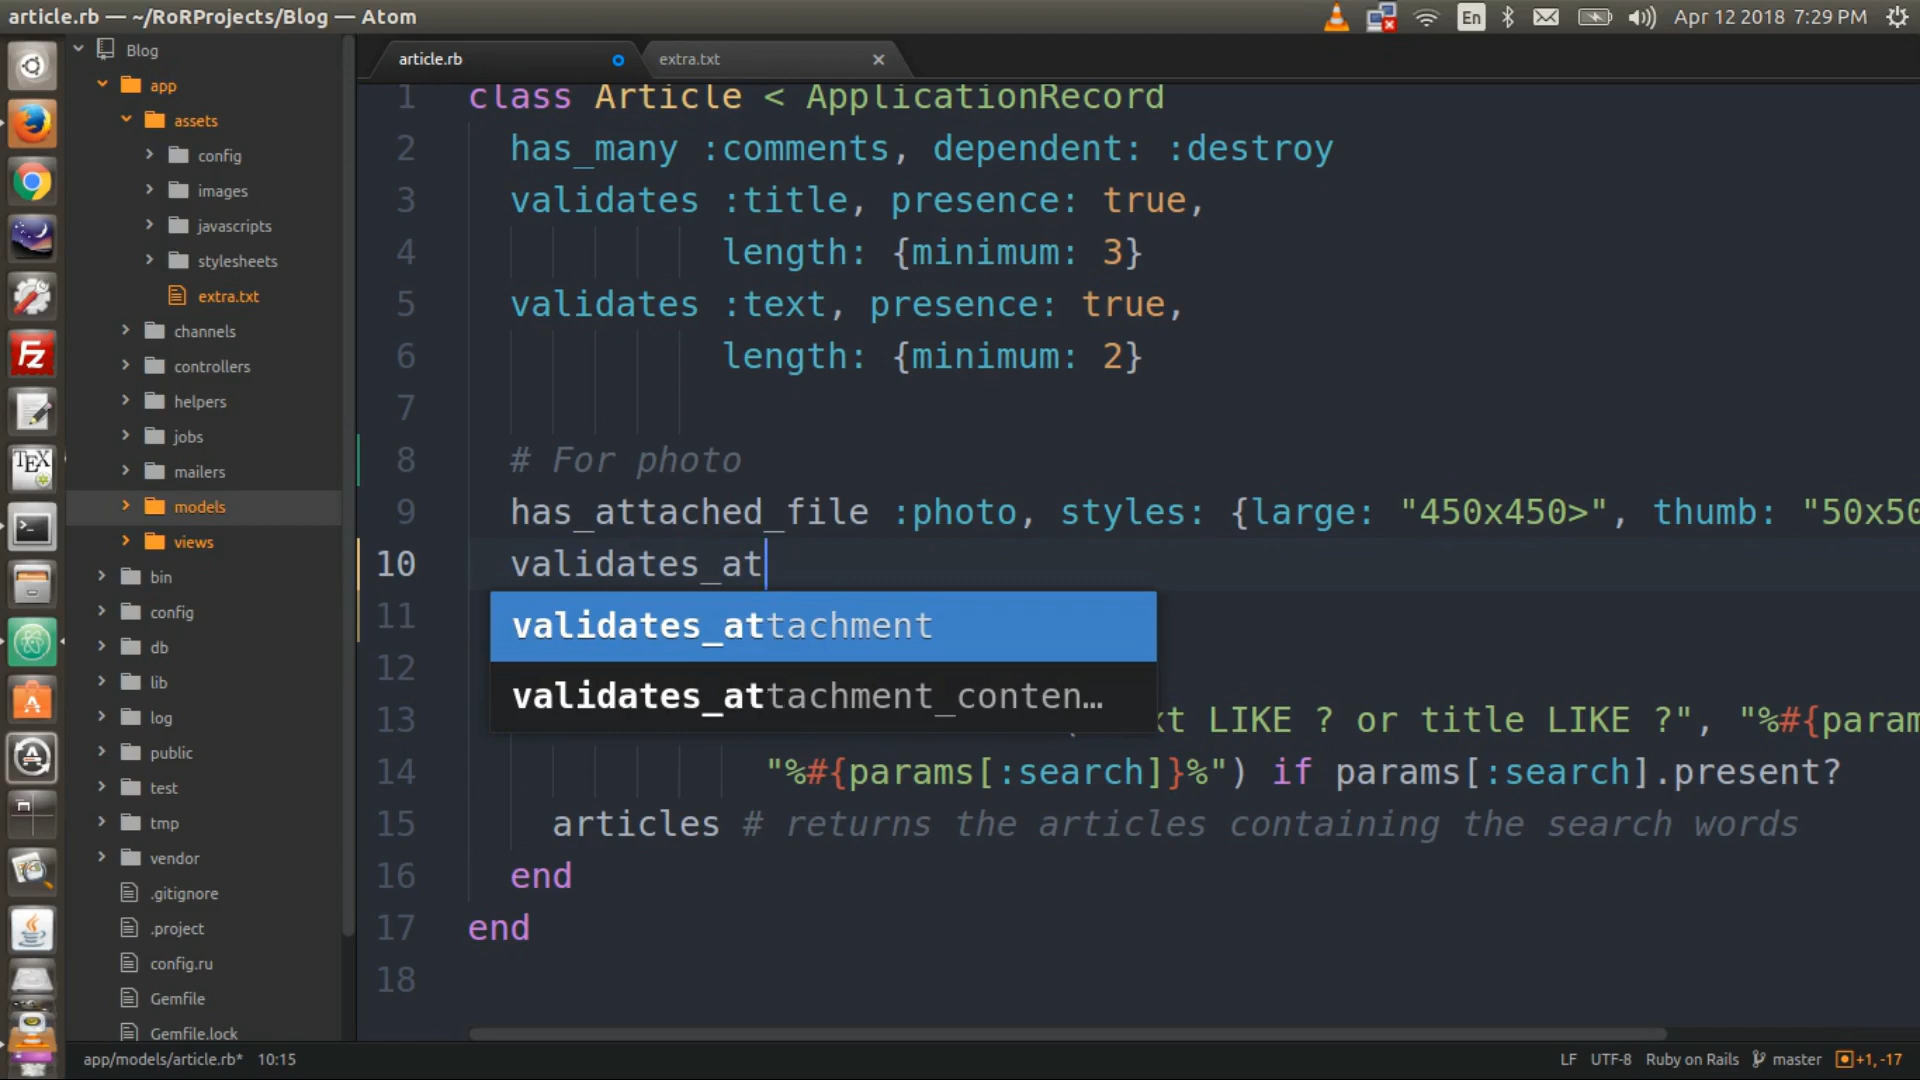 article.rb — ~/RoRProjects/Blog — Atom
En
Apr 12 2018 7:29 PM
Blog
app
assets
config
images
javascripts
stylesheets
extra.txt
channels
controllers
helpers
jobs
mailers
models
views
bin
config
db
lib
log
public
test
tmp
vendor
.gitignore
.project
config.ru
Gemfile
Gemfile.lock
article.rb
extra.txt
1 class Article < ApplicationRecord
2 has_many :comments, dependent: :destroy
3 validates :title, presence: true,
4 length: {minimum: 3}
5 validates :text, presence: true,
6 length: {minimum: 2}
7
8 # For photo
9 has_attached_file :photo, styles: {large: "450x450>", thumb: "50x50
10 validates_at
validates_attachment
validates_attachment_conten…
11
12
13 xt LIKE ? or title LIKE ?", "%#{param
14 "%#{params[:search]}%") if params[:search].present?
15 articles # returns the articles containing the search words
16 end
17 end
18
app/models/article.rb* 10:15
LF UTF-8 Ruby on Rails master +1, -17
FZ
TEX